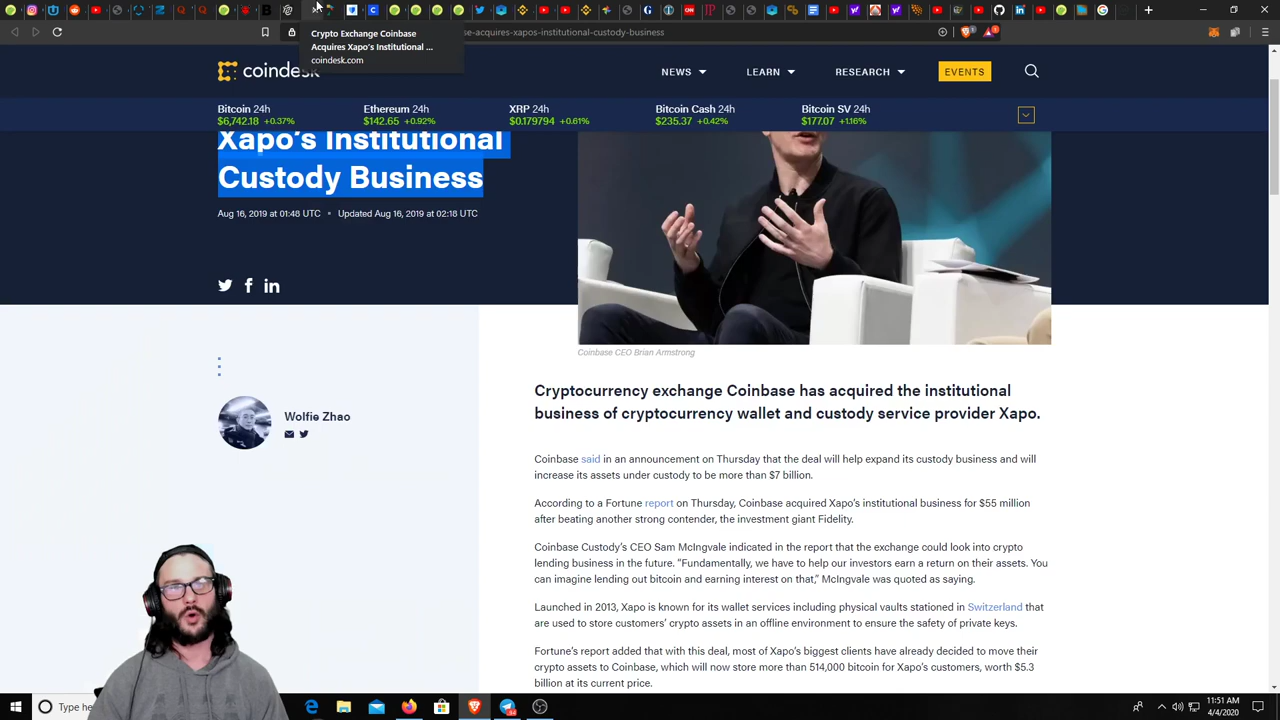 Crypto Exchange Coinbase
Acquires Xapo's Institutional ...
coindesk.com
se-acquires-xapos-institutional-custody-business
coindesk
NEWS
LEARN
RESEARCH
EVENTS
Bitcoin 24h
$6,742.18 +0.37%
Ethereum 24h
$142.65 +0.92%
XRP 24h
$0.179794 +0.61%
Bitcoin Cash 24h
$235.37 +0.42%
Bitcoin SV 24h
$177.07 +1.16%
Xapo's Institutional
Custody Business
Aug 16, 2019 at 01:48 UTC • Updated Aug 16, 2019 at 02:18 UTC
Coinbase CEO Brian Armstrong
Wolfie Zhao
Cryptocurrency exchange Coinbase has acquired the institutional
business of cryptocurrency wallet and custody service provider Xapo.
Coinbase said in an announcement on Thursday that the deal will help expand its custody business and will
increase its assets under custody to be more than $7 billion.
According to a Fortune report on Thursday, Coinbase acquired Xapo's institutional business for $55 million
after beating another strong contender, the investment giant Fidelity.
Coinbase Custody's CEO Sam McIngvale indicated in the report that the exchange could look into crypto
lending business in the future. "Fundamentally, we have to help our investors earn a return on their assets. You
can imagine lending out bitcoin and earning interest on that," McIngvale was quoted as saying.
Launched in 2013, Xapo is known for its wallet services including physical vaults stationed in Switzerland that
are used to store customers' crypto assets in an offline environment to ensure the safety of private keys.
Fortune's report added that with this deal, most of Xapo's biggest clients have already decided to move their
crypto assets to Coinbase, which will now store more than 514,000 bitcoin for Xapo's customers, worth $5.3
billion at its current price.
Type he
11:51 AM
4/4/2020